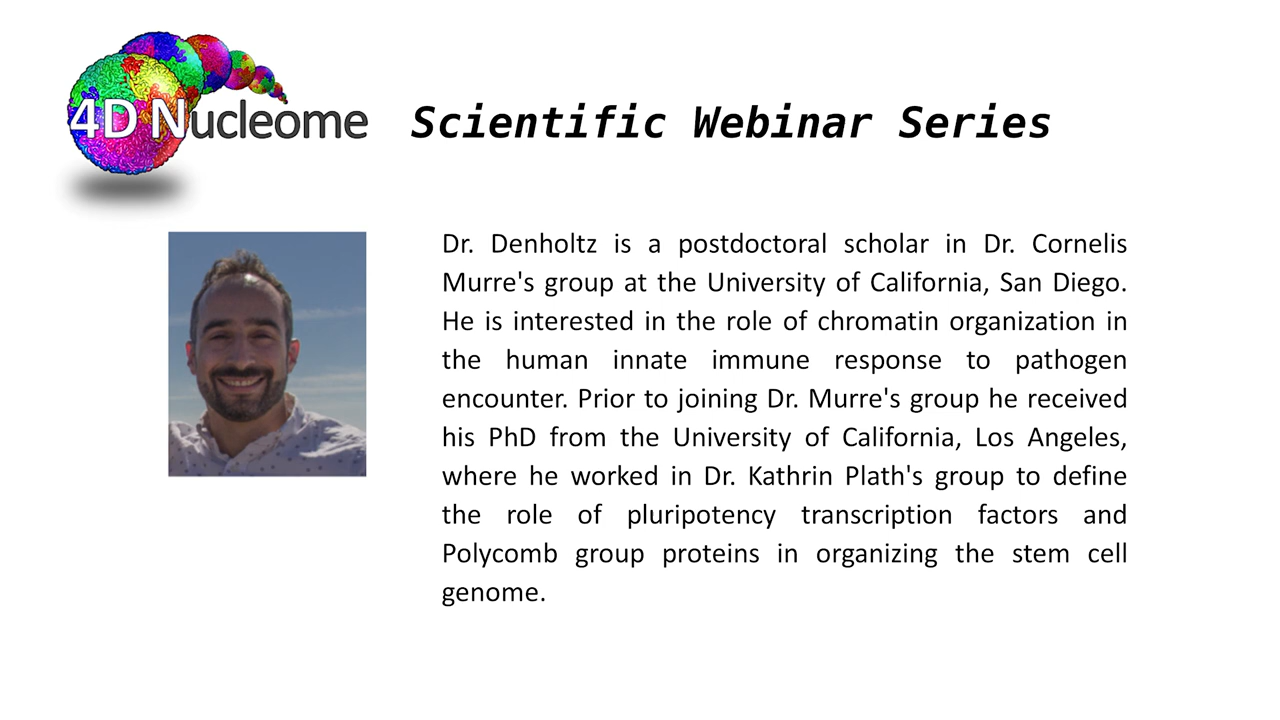 4D Nucleome
Scientific Webinar Series
Dr. Denholtz is a postdoctoral scholar in Dr. Cornelis
Murre's group at the University of California, San Diego.
He is interested in the role of chromatin organization in
the human innate immune response to pathogen
encounter. Prior to joining Dr. Murre's group he received
his PhD from the University of California, Los Angeles,
where he worked in Dr. Kathrin Plath's group to define
the role of pluripotency transcription factors and
Polycomb group proteins in organizing the stem cell
genome.